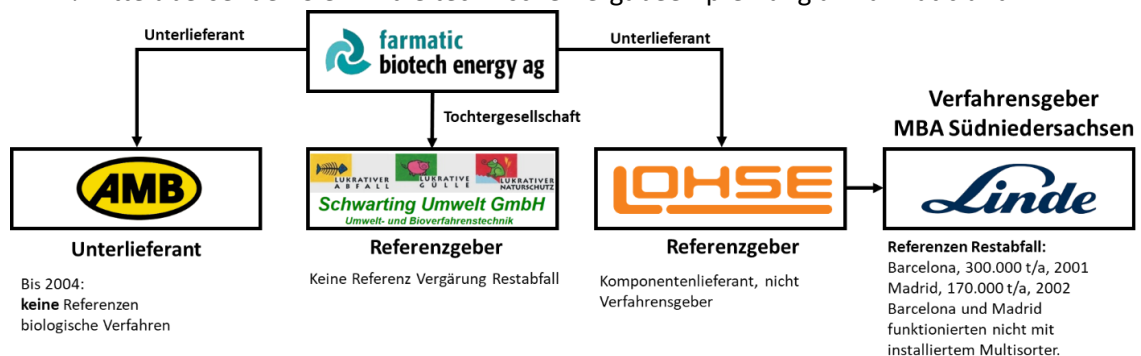 Unterlieferant
farmatic
biotech energy ag
Unterlieferant
Tochtergesellschaft
Verfahrensgeber
MBA Südniedersachsen
AMB
LUKRATIVER
ABFALL
LUKRATIVE
GÜLLE
LUKRATIVER
NATURSCHUTZ
Schwarting Umwelt GmbH
Umwelt- und Bioverfahrenstechnik
LOHSE
Linde
Unterlieferant
Bis 2004:
keine Referenzen
biologische Verfahren
Referenzgeber
Keine Referenz Vergärung Restabfall
Referenzgeber
Komponentenlieferant, nicht
Verfahrensgeber
Referenzen Restabfall:
Barcelona, 300.000 t/a, 2001
Madrid, 170.000 t/a, 2002
Barcelona und Madrid
funktionierten nicht mit
installiertem Multisorter.